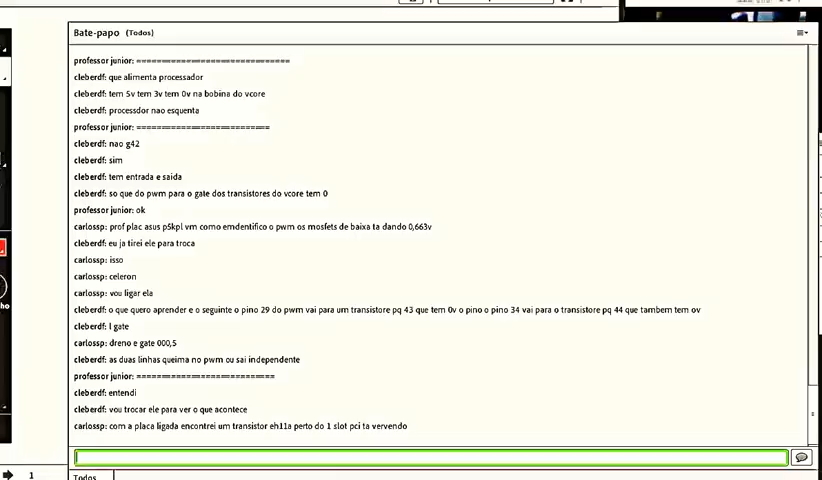 Bate-papo (Todos)
professor junior: ==============================
cleberdf: que alimenta processador
cleberdf: tem 5v tem 3v tem 0v na bobina do vcore
cleberdf: processdor nao esquenta
professor junior: ==========================
cleberdf: nao g42
cleberdf: sim
cleberdf: tem entrada e saida
cleberdf: so que do pwm para o gate dos transistores do vcore tem 0
professor junior: ok
carlossp: prof plac asus p5kpl vm como emdentifico o pwm os mosfets de baixa ta dando 0,663v
cleberdf: eu ja tirei ele para troca
carlossp: isso
carlossp: celeron
carlossp: vou ligar ela
cleberdf: o que quero aprender e o seguinte o pino 29 do pwm vai para um transistore pq 43 que tem 0v o pino o pino 34 vai para o transistore pq 44 que tambem tem ov
cleberdf: l gate
carlossp: dreno e gate 000,5
cleberdf: as duas linhas queima no pwm ou sai independente
professor junior: ===========================
cleberdf: entendi
cleberdf: vou trocar ele para ver o que acontece
carlossp: com a placa ligada encontrei um transistor eh11a perto do 1 slot pci ta vervendo
1
Todos